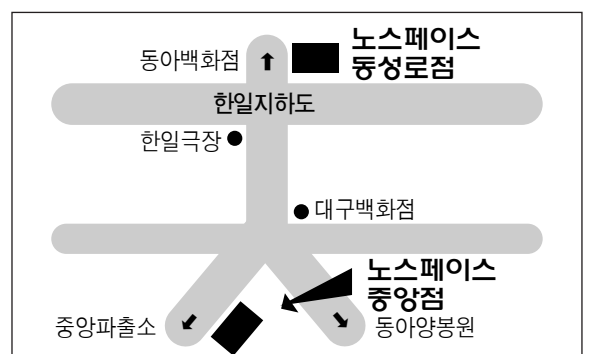 노스페이스
동성로점
동아백화점
한일지하도
한일극장
대구백화점
노스페이스
중앙점
중앙파출소
동아양봉원